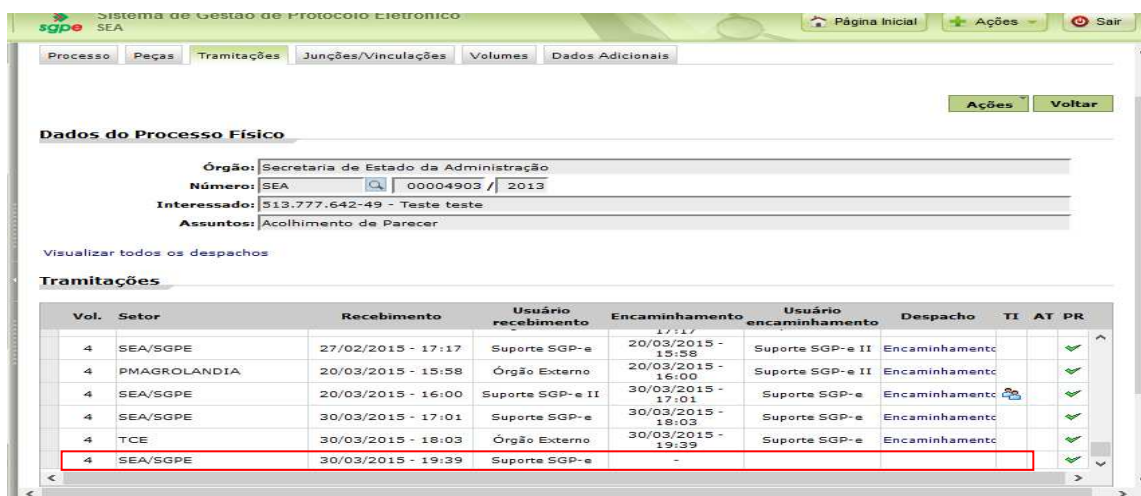 Sistema de Gestão de Protocolo Eletrônico
sgpe SEA
Página Inicial Ações Sair
Processo Peças Tramitações Junções/Vinculações Volumes Dados Adicionais
Ações Voltar
Dados do Processo Físico
Órgão: Secretaria de Estado da Administração
Número: SEA 00004903 / 2013
Interessado: 513.777.642-49 - Teste teste
Assuntos: Acolhimento de Parecer
Visualizar todos os despachos
Tramitações
Vol. Setor Recebimento Usuário recebimento Encaminhamento Usuário encaminhamento Despacho TI AT PR
17:17
4 SEA/SGPE 27/02/2015 - 17:17 Suporte SGP-e 20/03/2015 - 15:58 Suporte SGP-e II Encaminhamento
4 PMAGROLANDIA 20/03/2015 - 15:58 Órgão Externo 20/03/2015 - 16:00 Suporte SGP-e II Encaminhamento
4 SEA/SGPE 20/03/2015 - 16:00 Suporte SGP-e II 30/03/2015 - 17:01 Suporte SGP-e Encaminhamento
4 SEA/SGPE 30/03/2015 - 17:01 Suporte SGP-e 30/03/2015 - 18:03 Suporte SGP-e Encaminhamento
4 TCE 30/03/2015 - 18:03 Órgão Externo 30/03/2015 - 19:39 Suporte SGP-e Encaminhamento
4 SEA/SGPE 30/03/2015 - 19:39 Suporte SGP-e -